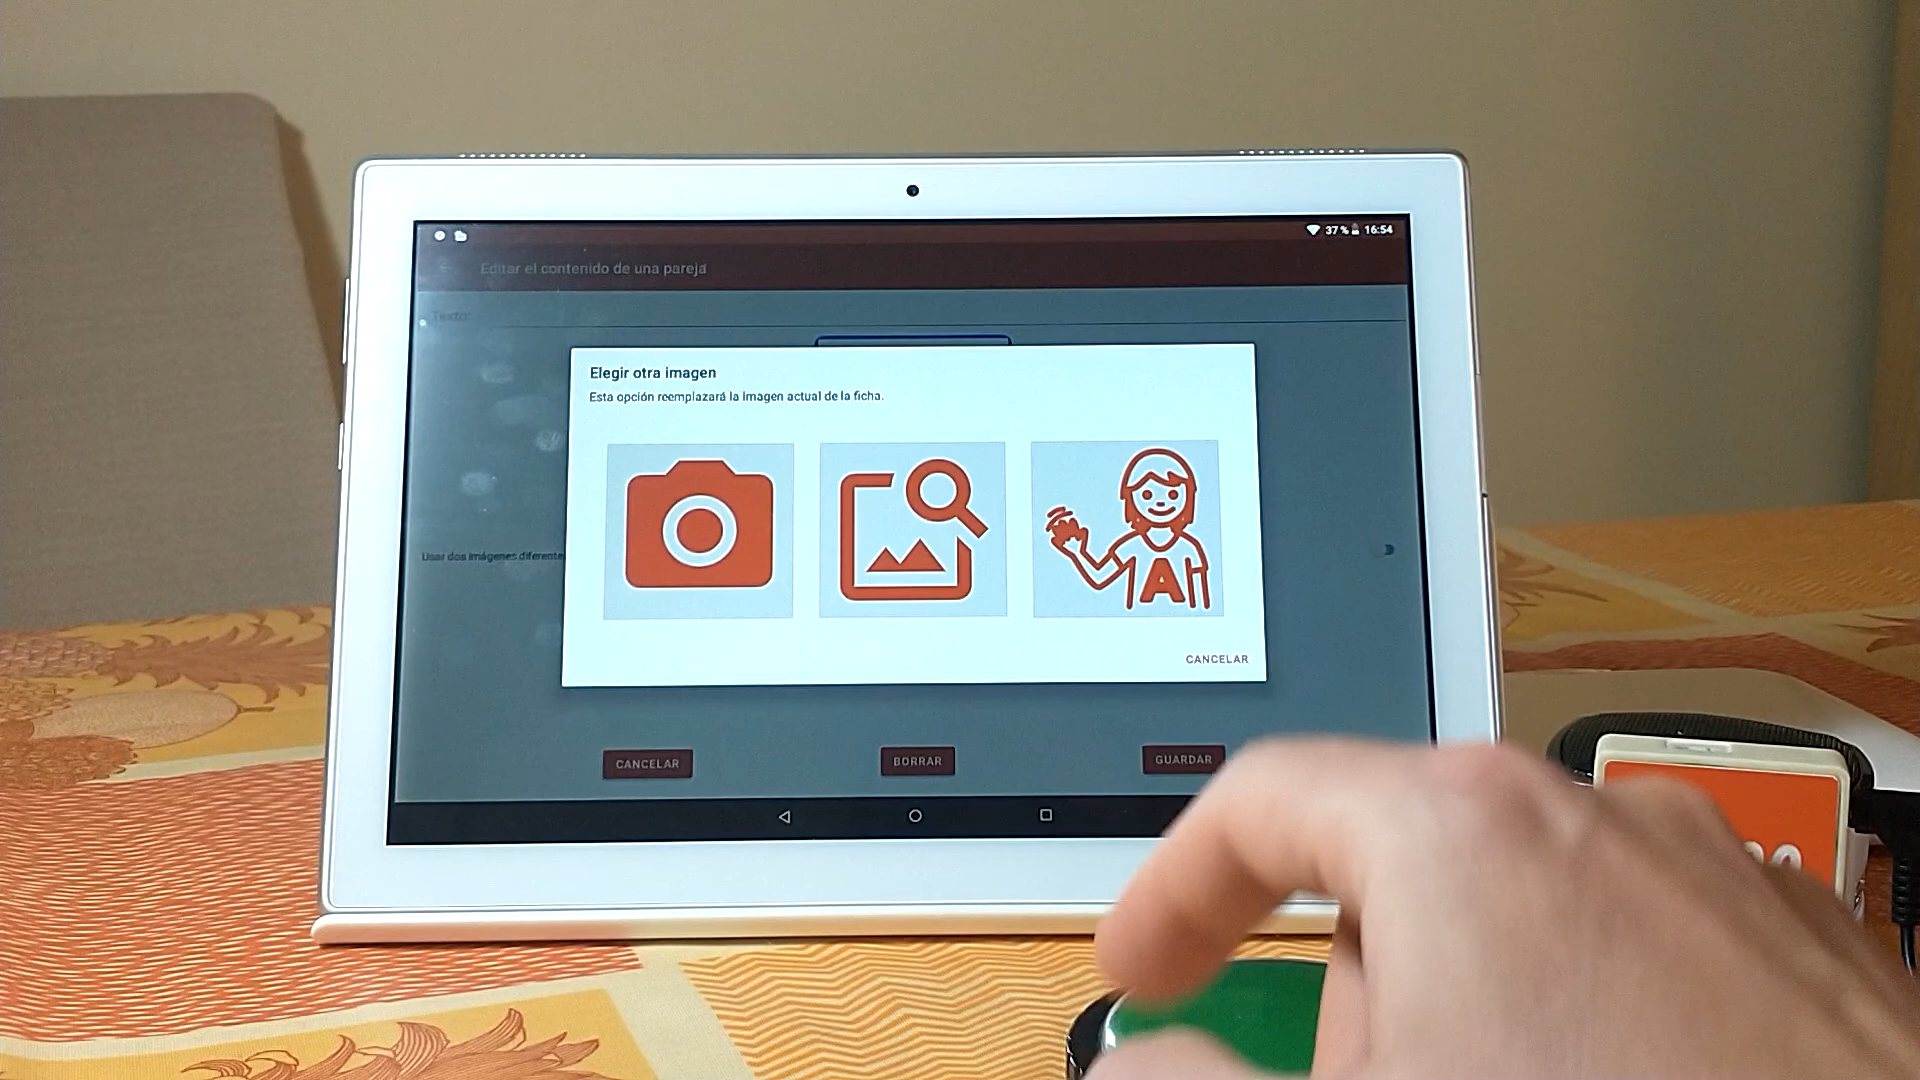 37 % 16:54
Editar el contenido de una pareja
Texto:
Elegir otra imagen
Esta opción reemplazará la imagen actual de la ficha.
A
Usar dos imágenes diferente
CANCELAR
CANCELAR
BORRAR
GUARDAR